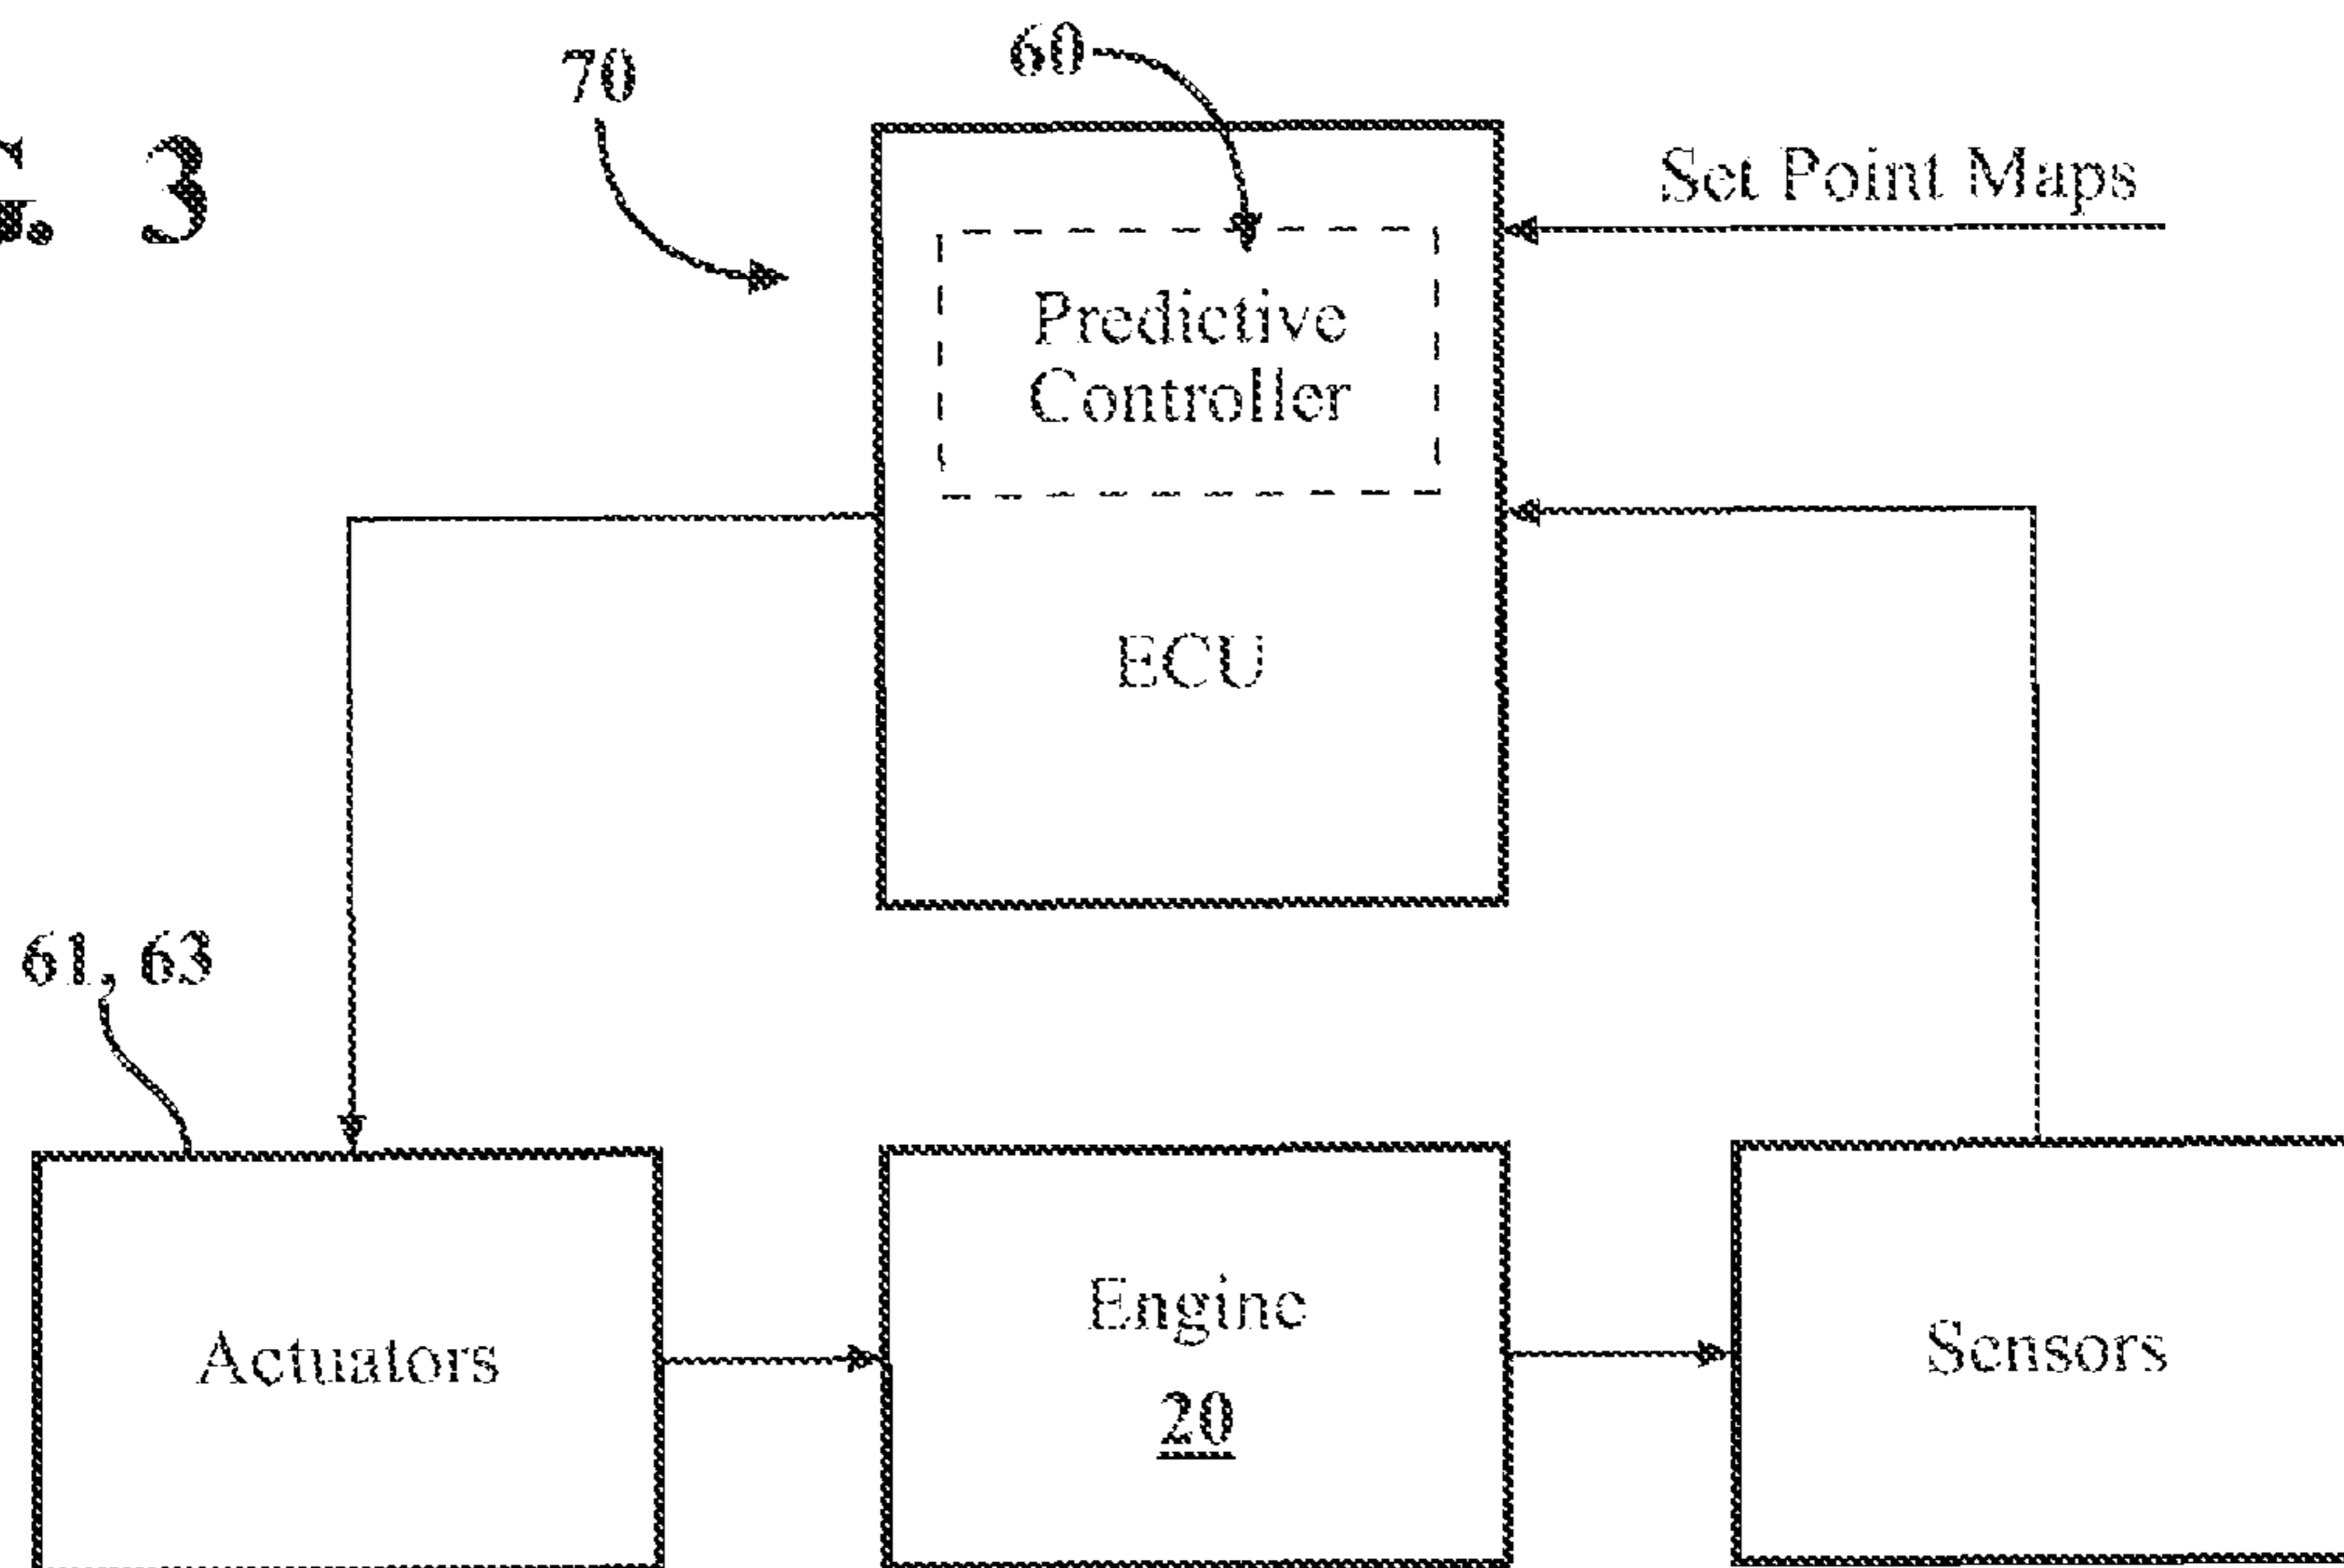 70
60
3
Set Point Maps
Predictive
Controller
ECU
61, 63
Actuators
Engine
20
Sensors